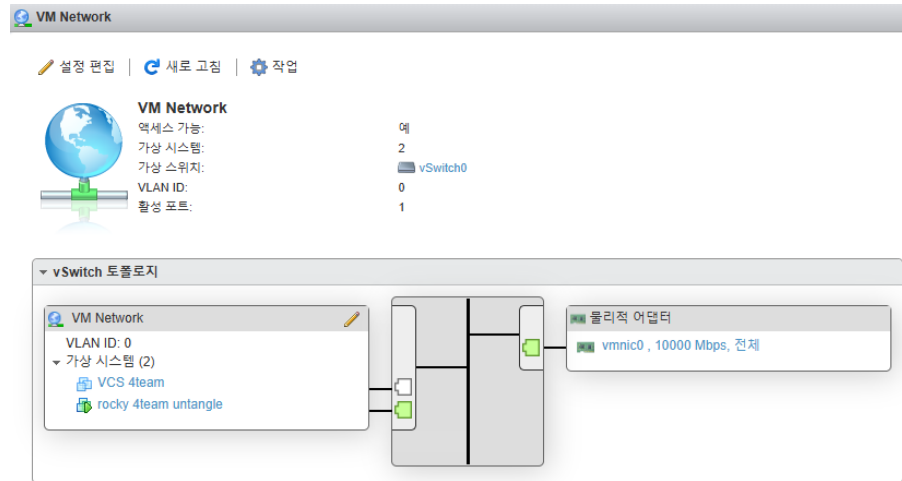 VM Network
설정 편집 | 새로 고침 | 작업
VM Network
액세스 가능: 예
가상 시스템: 2
가상 스위치: vSwitch0
VLAN ID: 0
활성 포트: 1
vSwitch 토폴로지
VM Network
VLAN ID: 0
가상 시스템 (2)
VCS 4team
rocky 4team untangle
물리적 어댑터
vmnic0 , 10000 Mbps, 전체